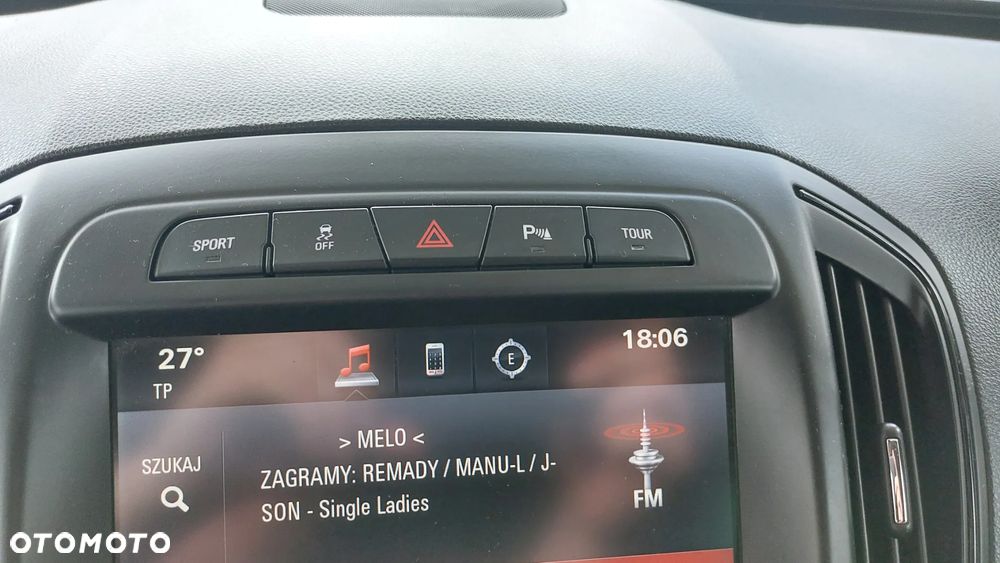 SPORT
OFF
P
TOUR
27°
18:06
TP
E
> MELO <
SZUKAJ
ZAGRAMY: REMADY / MANU-L / J-
SON - Single Ladies
FM
OTOMOTO